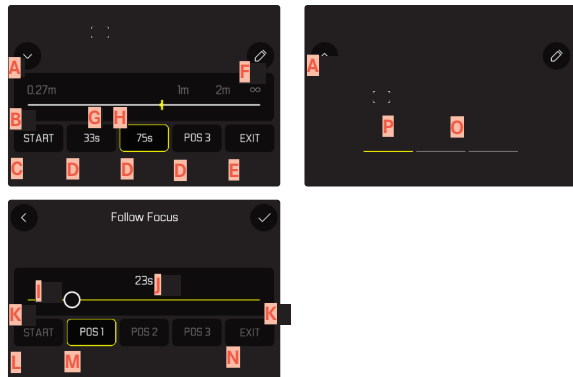 A
A
F
0.27m 1m 2m ∞
B
G H
P O
START 33s 75s POS 3 EXIT
C D D D E
Follow Focus
23s
I J
K K
START POS 1 POS 2 POS 3 EXIT
L M N